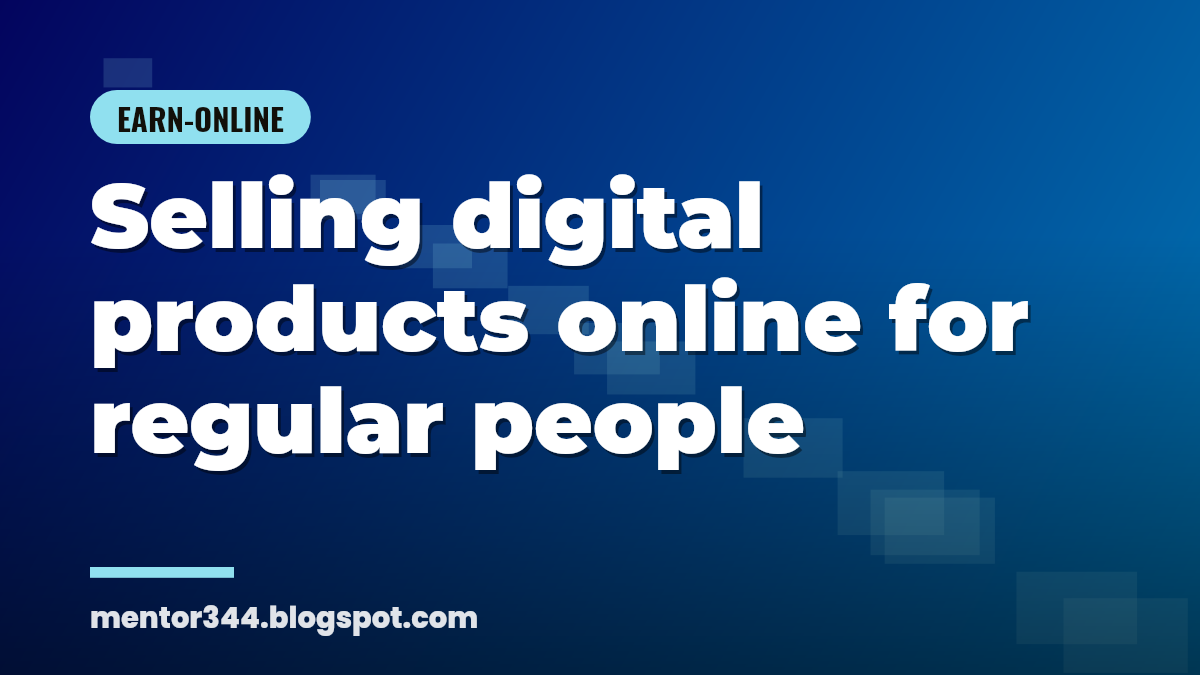 EARN-ONLINE
Selling digital
products online for
regular people
mentor344.blogspot.com